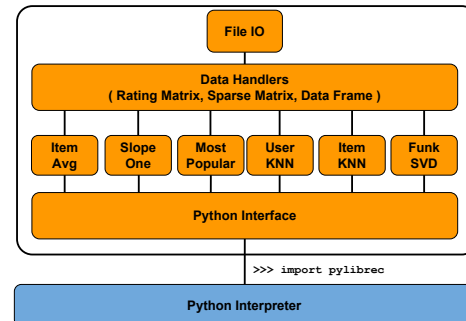 File IO
Data Handlers
( Rating Matrix, Sparse Matrix, Data Frame )
Item Avg
Slope One
Most Popular
User KNN
Item KNN
Funk SVD
Python Interface
>>> import pylibrec
Python Interpreter